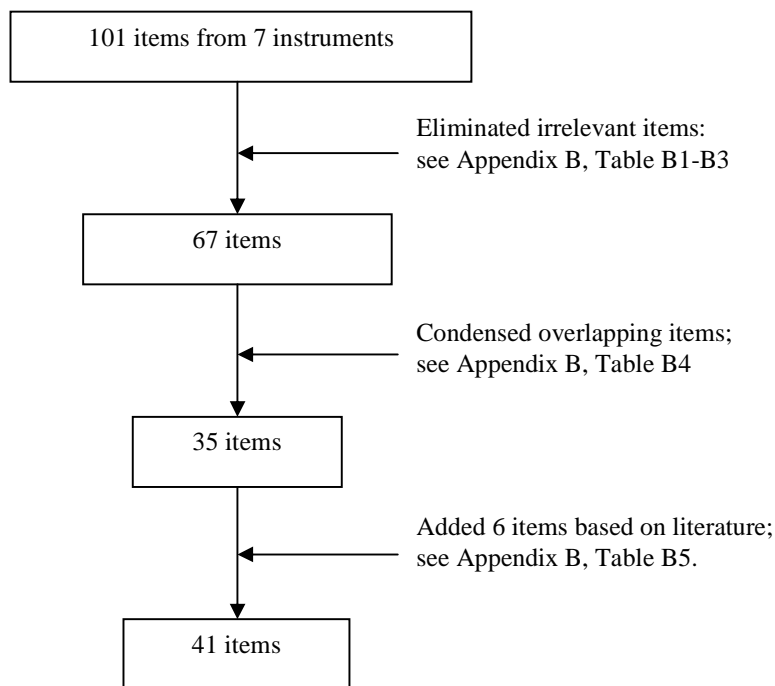 101 items from 7 instruments
Eliminated irrelevant items:
see Appendix B, Table B1-B3
67 items
Condensed overlapping items;
see Appendix B, Table B4
35 items
Added 6 items based on literature;
see Appendix B, Table B5.
41 items